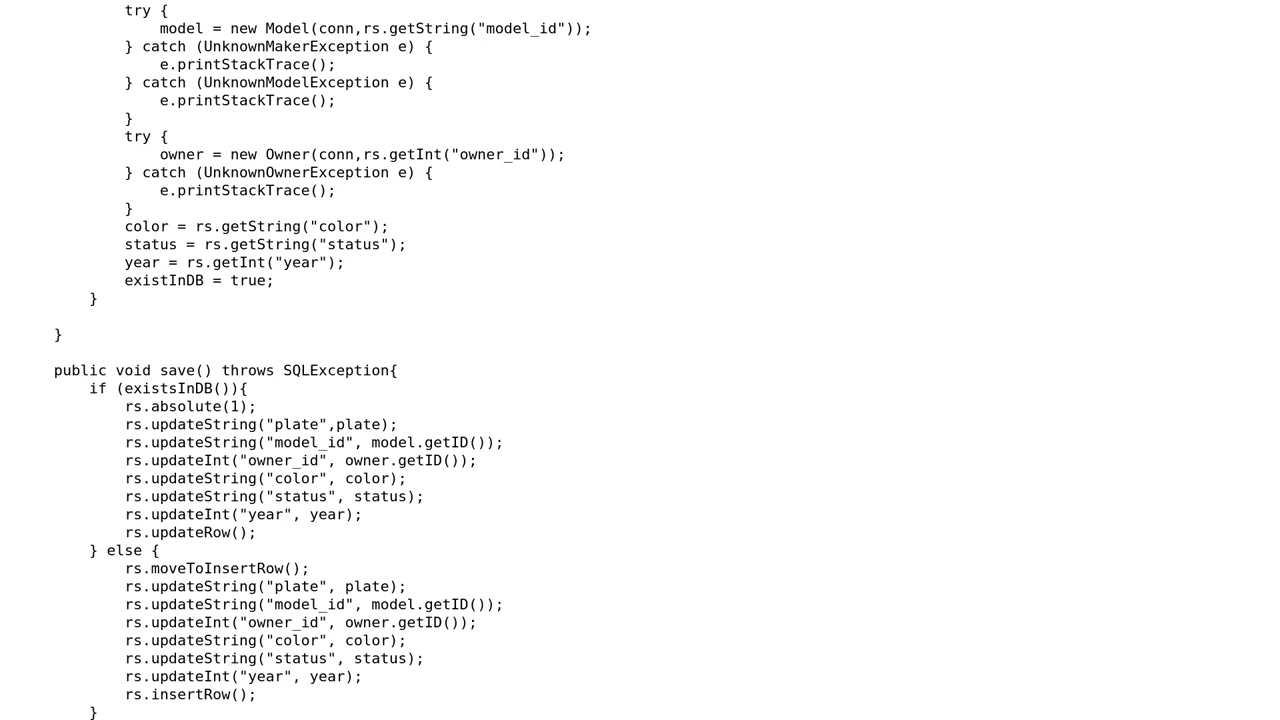 try {
model = new Model(conn,rs.getString("model_id"));
} catch (UnknownMakerException e) {
e.printStackTrace();
} catch (UnknownModelException e) {
e.printStackTrace();
}
try {
owner = new Owner(conn,rs.getInt("owner_id"));
} catch (UnknownOwnerException e) {
e.printStackTrace();
}
color = rs.getString("color");
status = rs.getString("status");
year = rs.getInt("year");
existInDB = true;
}
}
public void save() throws SQLException{
if (existsInDB()){
rs.absolute(1);
rs.updateString("plate",plate);
rs.updateString("model_id", model.getID());
rs.updateInt("owner_id", owner.getID());
rs.updateString("color", color);
rs.updateString("status", status);
rs.updateInt("year", year);
rs.updateRow();
} else {
rs.moveToInsertRow();
rs.updateString("plate", plate);
rs.updateString("model_id", model.getID());
rs.updateInt("owner_id", owner.getID());
rs.updateString("color", color);
rs.updateString("status", status);
rs.updateInt("year", year);
rs.insertRow();
}